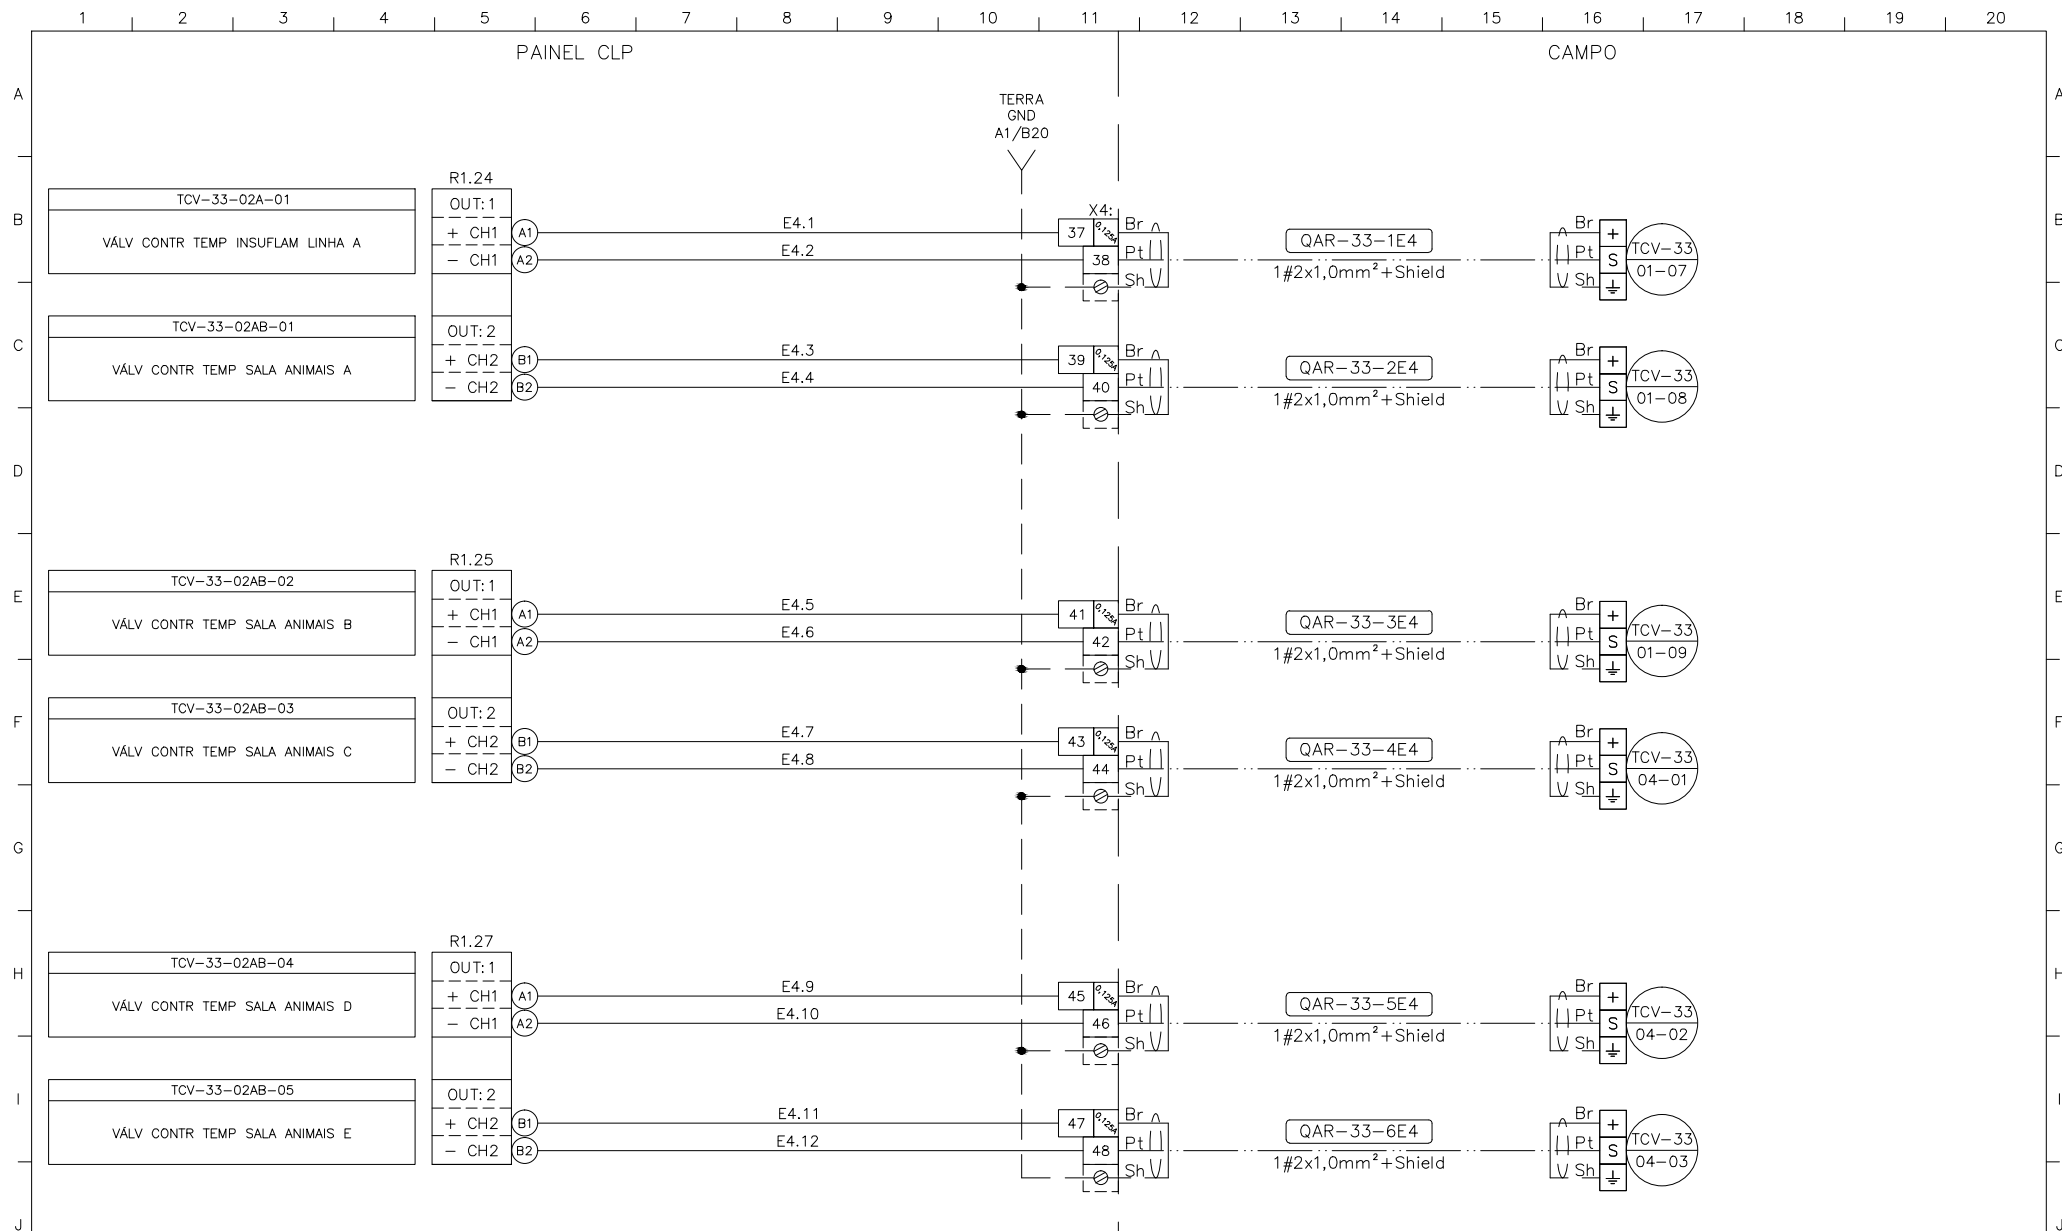 1 2 3 4 5 6 7 8 9 10 11 12 13 14 15 16 17 18 19 20
PAINEL CLP CAMPO
A A
TERRA
GND
A1/B20
R1.24
TCV-33-02A-01 OUT:1
B X4: B
VÁLV CONTR TEMP INSUFLAM LINHA A + CH1 A1 E4.1 37 0,125A Br QAR-33-1E4 Br + TCV-33
- CH1 A2 E4.2 38 Pt 1#2x1,0mm²+Shield Pt S 01-07
Sh Sh
TCV-33-02AB-01 OUT:2
C C
VÁLV CONTR TEMP SALA ANIMAIS A + CH2 B1 E4.3 39 0,125A Br QAR-33-2E4 Br + TCV-33
- CH2 B2 E4.4 40 Pt 1#2x1,0mm²+Shield Pt S 01-08
Sh Sh
D D
R1.25
TCV-33-02AB-02 OUT:1
E E
VÁLV CONTR TEMP SALA ANIMAIS B + CH1 A1 E4.5 41 0,125A Br QAR-33-3E4 Br + TCV-33
- CH1 A2 E4.6 42 Pt 1#2x1,0mm²+Shield Pt S 01-09
Sh Sh
TCV-33-02AB-03 OUT:2
F F
VÁLV CONTR TEMP SALA ANIMAIS C + CH2 B1 E4.7 43 0,125A Br QAR-33-4E4 Br + TCV-33
- CH2 B2 E4.8 44 Pt 1#2x1,0mm²+Shield Pt S 04-01
Sh Sh
G G
R1.27
TCV-33-02AB-04 OUT:1
H H
VÁLV CONTR TEMP SALA ANIMAIS D + CH1 A1 E4.9 45 0,125A Br QAR-33-5E4 Br + TCV-33
- CH1 A2 E4.10 46 Pt 1#2x1,0mm²+Shield Pt S 04-02
Sh Sh
TCV-33-02AB-05 OUT:2
I I
VÁLV CONTR TEMP SALA ANIMAIS E + CH2 B1 E4.11 47 0,125A Br QAR-33-6E4 Br + TCV-33
- CH2 B2 E4.12 48 Pt 1#2x1,0mm²+Shield Pt S 04-03
Sh Sh
J J